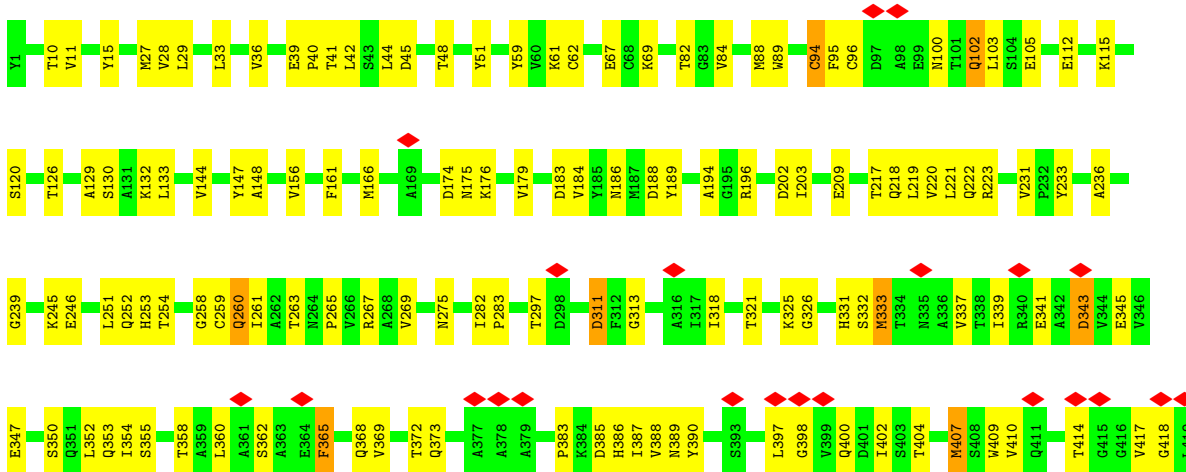 Y1 T10 V11 Y15 M27 V28 L29 L33 V36 E39 P40 T41 L42 S43 L44 D45 T48 Y51 Y59 V60 K61 C62 E67 C68 K69 T82 G83 V84 M88 W89 C94 F95 C96 D97 A98 E99 N100 T101 Q102 L103 S104 E105 E112 K115
S120 T126 A129 S130 A131 K132 L133 V144 Y147 A148 V156 F161 M166 A169 D174 N175 K176 V179 D183 V184 Y185 N186 M187 D188 Y189 A194 G195 R196 D202 I203 E209 T217 Q218 L219 V220 L221 Q222 R223 V231 P232 Y233 A236
G239 K245 E246 L251 Q252 H253 T254 G258 C259 Q260 I261 A262 T263 N264 P265 V266 R267 A268 V269 N275 I282 P283 T297 D298 D311 F312 G313 A316 I317 I318 T321 K325 G326 H331 S332 M333 T334 N335 A336 V337 T338 I339 R340 E341 A342 D343 V344 E345 V346
E347 S350 Q351 L352 Q353 I354 S355 T358 A359 L360 A361 S362 A363 E364 F365 Q368 V369 T372 Q373 A377 A378 A379 P383 K384 D385 H386 I387 V388 N389 Y390 S393 L397 G398 V399 Q400 D401 I402 S403 T404 M407 S408 W409 V410 Q411 T414 G415 G416 V417 G418